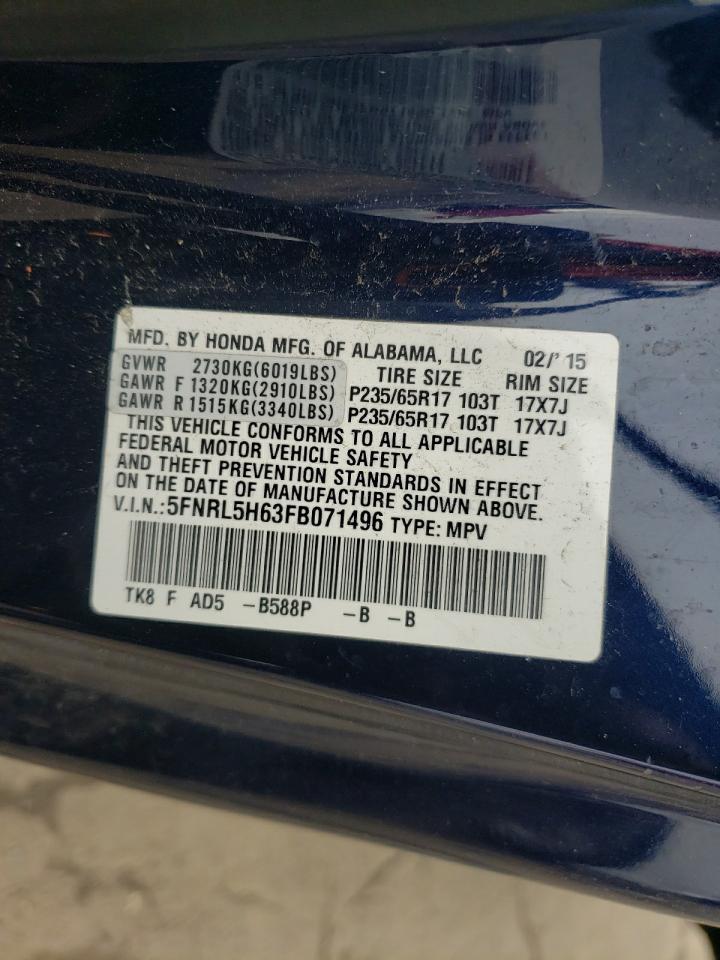 MFD. BY HONDA MFG. OF ALABAMA, LLC 02/' 15
GVWR 2730KG(6019LBS) TIRE SIZE RIM SIZE
GAWR F 1320KG(2910LBS) P235/65R17 103T 17X7J
GAWR R 1515KG(3340LBS) P235/65R17 103T 17X7J
THIS VEHICLE CONFORMS TO ALL APPLICABLE
FEDERAL MOTOR VEHICLE SAFETY
AND THEFT PREVENTION STANDARDS IN EFFECT
ON THE DATE OF MANUFACTURE SHOWN ABOVE.
V.I.N.:5FNRL5H63FB071496 TYPE: MPV
TK8 F AD5 -B588P -B -B